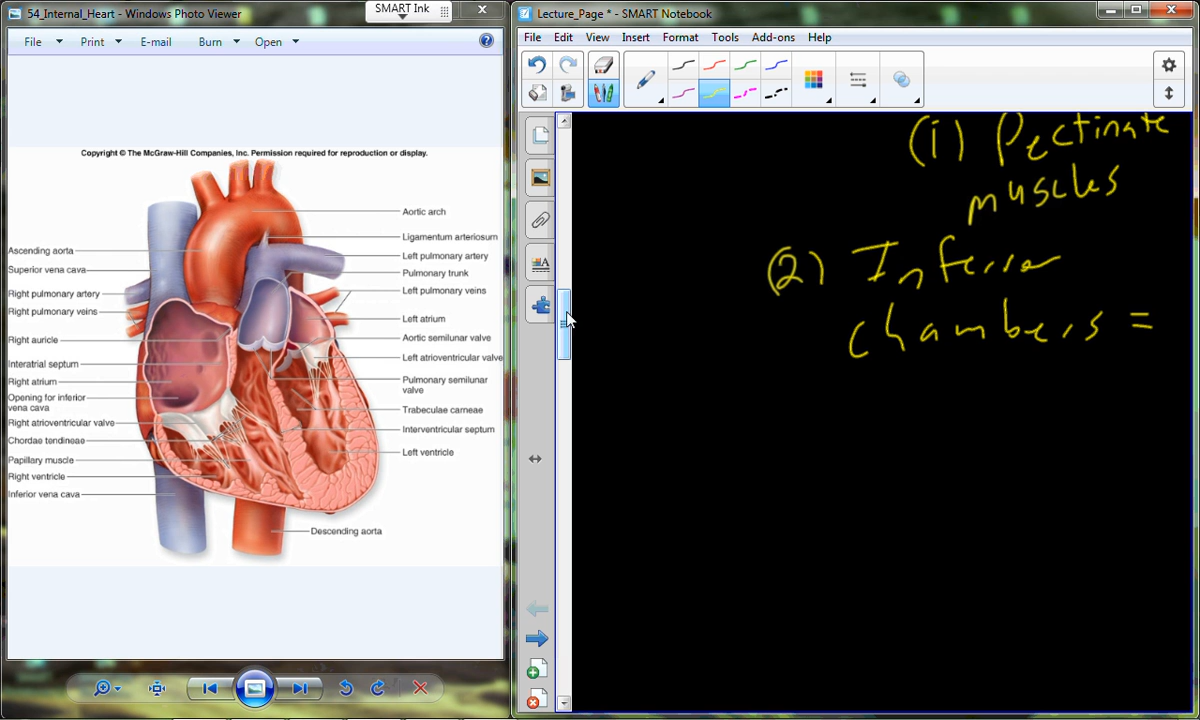 54_Internal_Heart - Windows Photo Viewer
SMART Ink
File Print E-mail Burn Open
Copyright © The McGraw-Hill Companies, Inc. Permission required for reproduction or display.
Ascending aorta
Superior vena cava
Right pulmonary artery
Right pulmonary veins
Right auricle
Interatrial septum
Right atrium
Opening for inferior
vena cava
Right atrioventricular valve
Chordae tendineae
Papillary muscle
Right ventricle
Inferior vena cava
Aortic arch
Ligamentum arteriosum
Left pulmonary artery
Pulmonary trunk
Left pulmonary veins
Left atrium
Aortic semilunar valve
Left atrioventricular valve
Pulmonary semilunar
valve
Trabeculae carneae
Interventricular septum
Left ventricle
Descending aorta
Lecture_Page * - SMART Notebook
File Edit View Insert Format Tools Add-ons Help
(i) Pectinate
muscles
(2) Inferior
chambers =